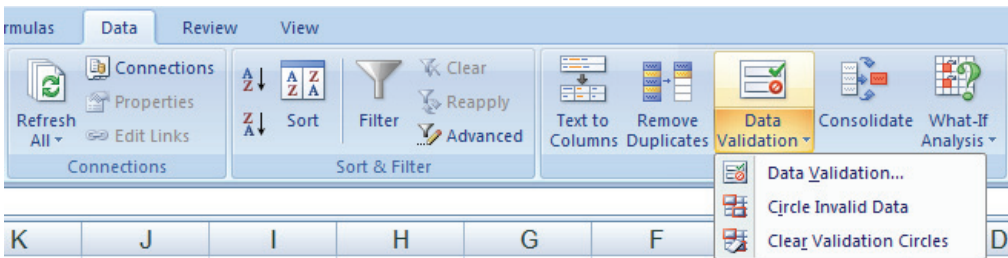 rmulas Data Review View
Connections
Properties
Edit Links
Refresh
All
Connections
A
Z
Z
A
A Z
Z A
Sort
Filter
Clear
Reapply
Advanced
Sort & Filter
Text to
Columns
Remove
Duplicates
Data
Validation
Consolidate
What-If
Analysis
Data Validation...
Circle Invalid Data
Clear Validation Circles
K J I H G F D